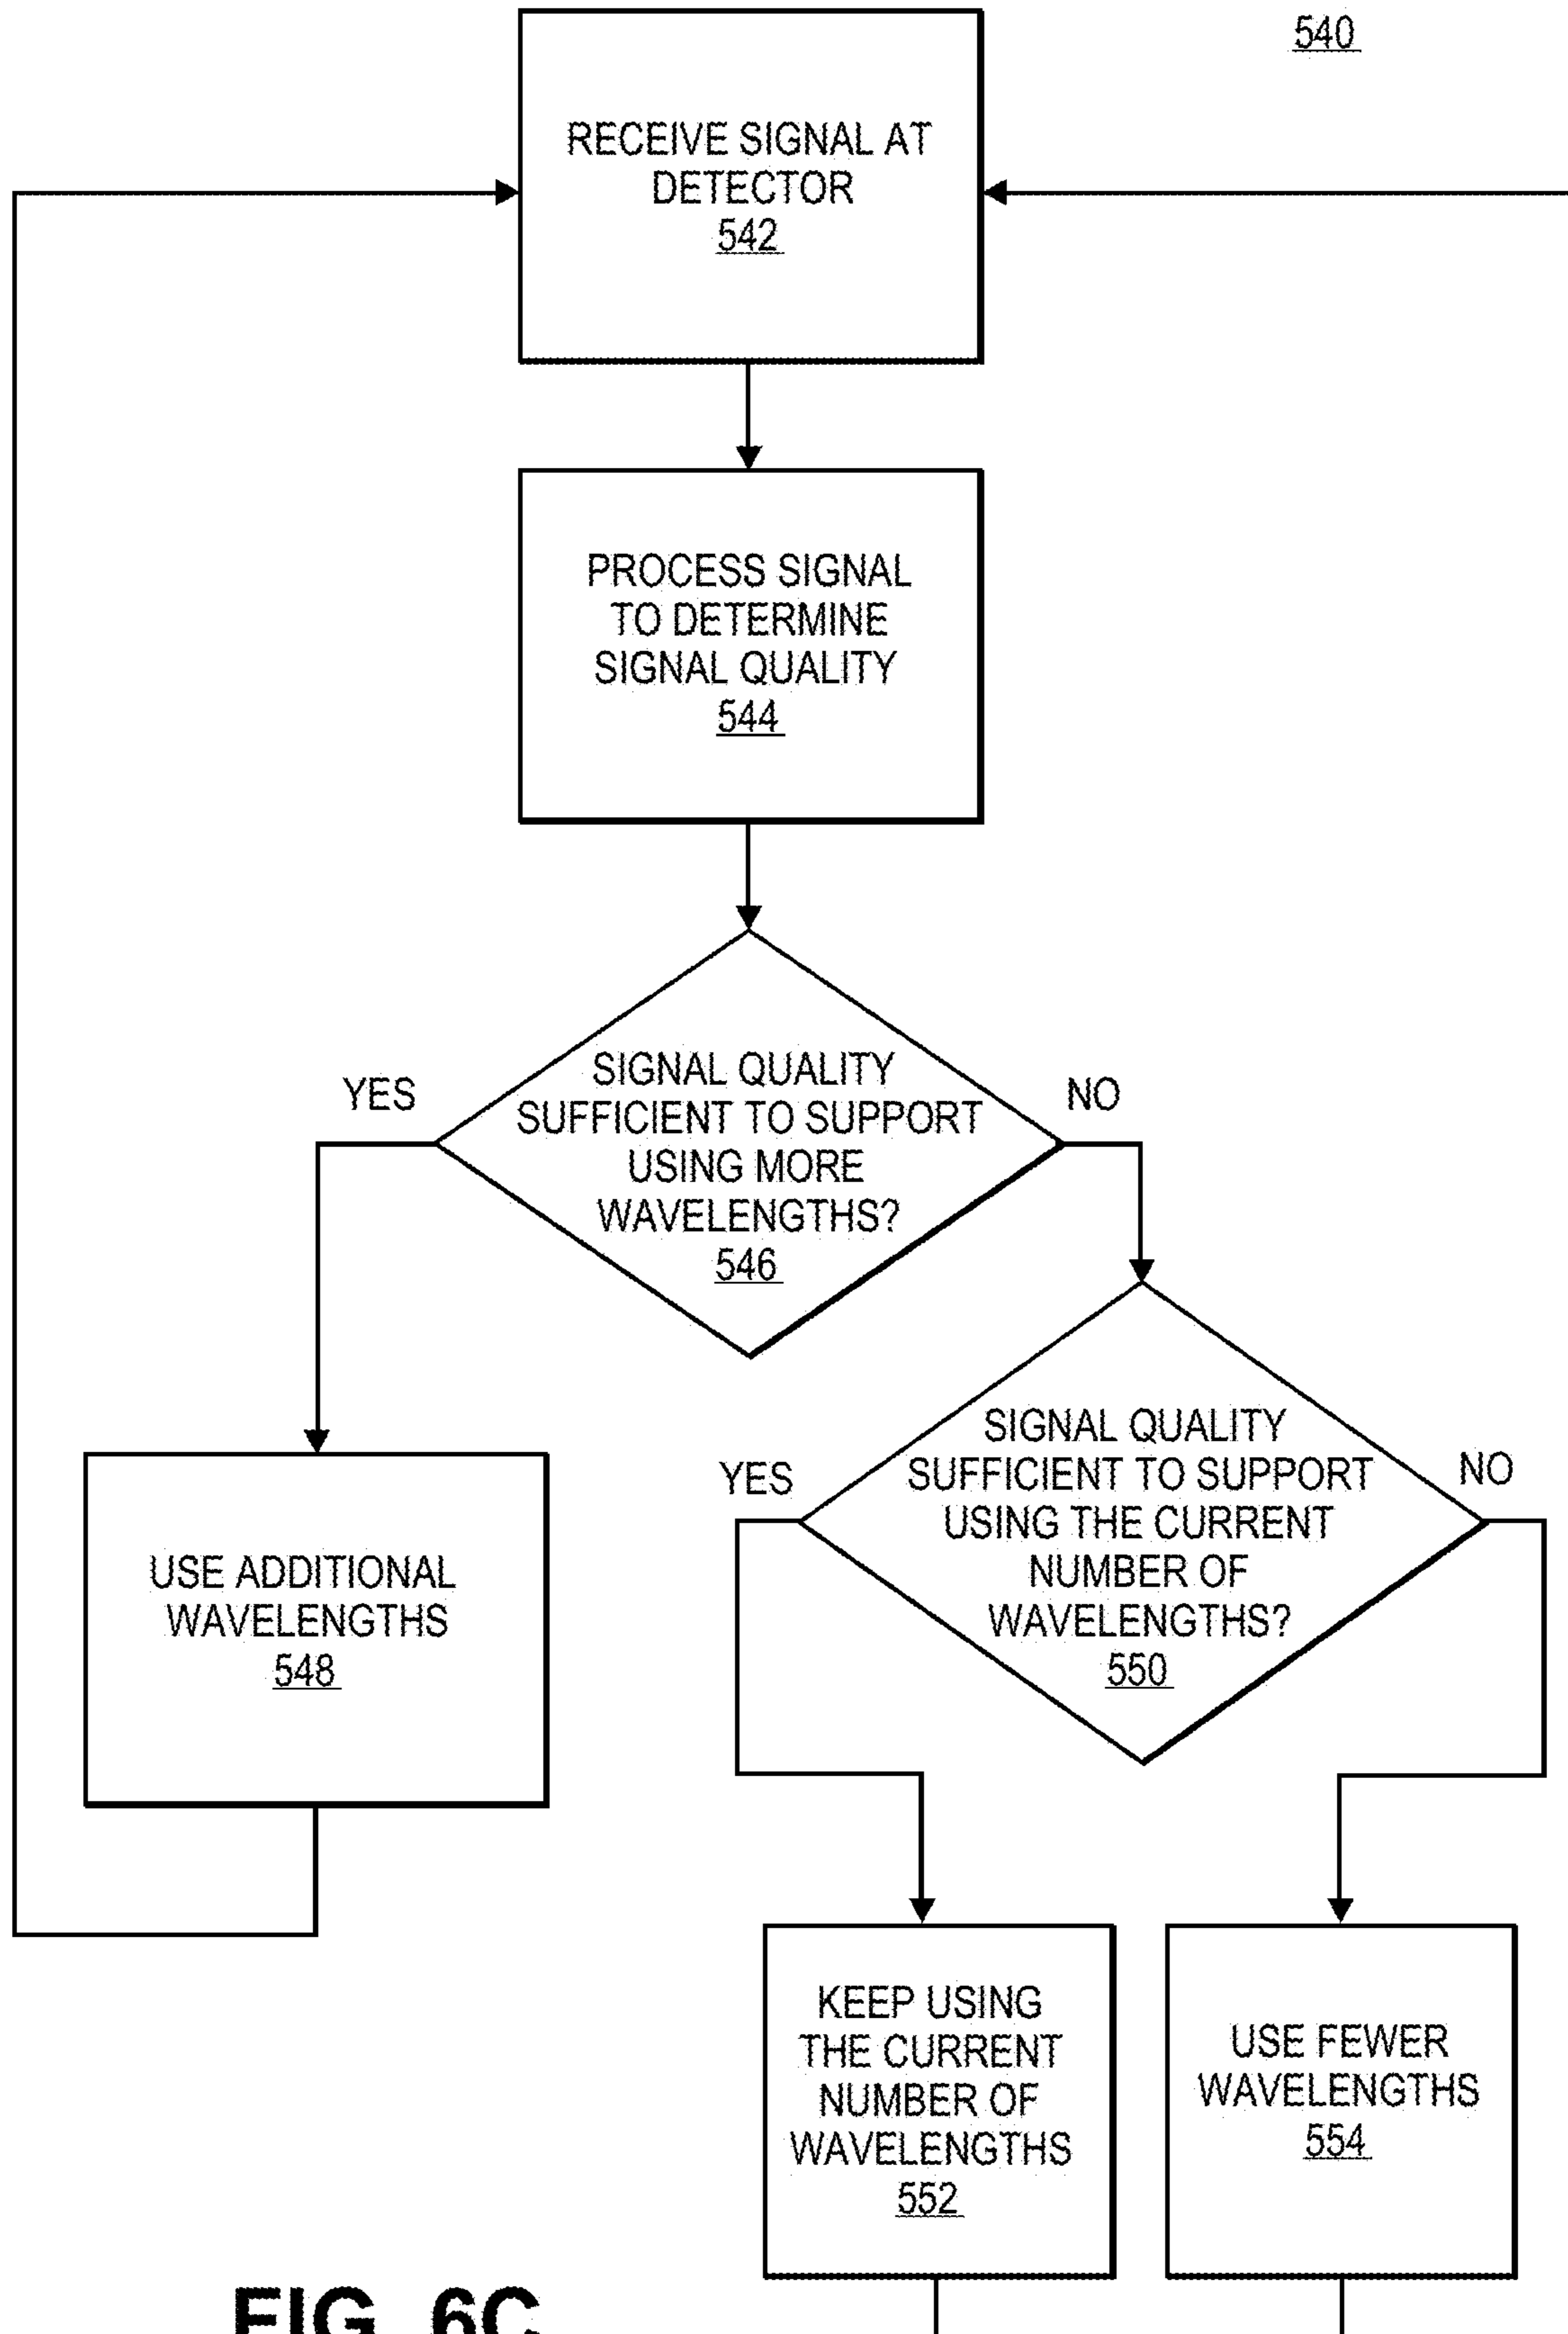 540
RECEIVE SIGNAL AT
DETECTOR
542
PROCESS SIGNAL
TO DETERMINE
SIGNAL QUALITY
544
YES
NO
SIGNAL QUALITY
SUFFICIENT TO SUPPORT
USING MORE
WAVELENGTHS?
546
USE ADDITIONAL
WAVELENGTHS
548
YES
NO
SIGNAL QUALITY
SUFFICIENT TO SUPPORT
USING THE CURRENT
NUMBER OF
WAVELENGTHS?
550
KEEP USING
THE CURRENT
NUMBER OF
WAVELENGTHS
552
USE FEWER
WAVELENGTHS
554
FIG. 6C